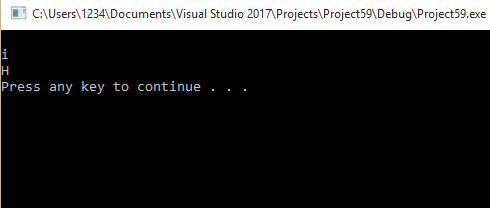 C:\Users\1234\Documents\Visual Studio 2017\Projects\Project59\Debug\Project59.exe
i
H
Press any key to continue . . .